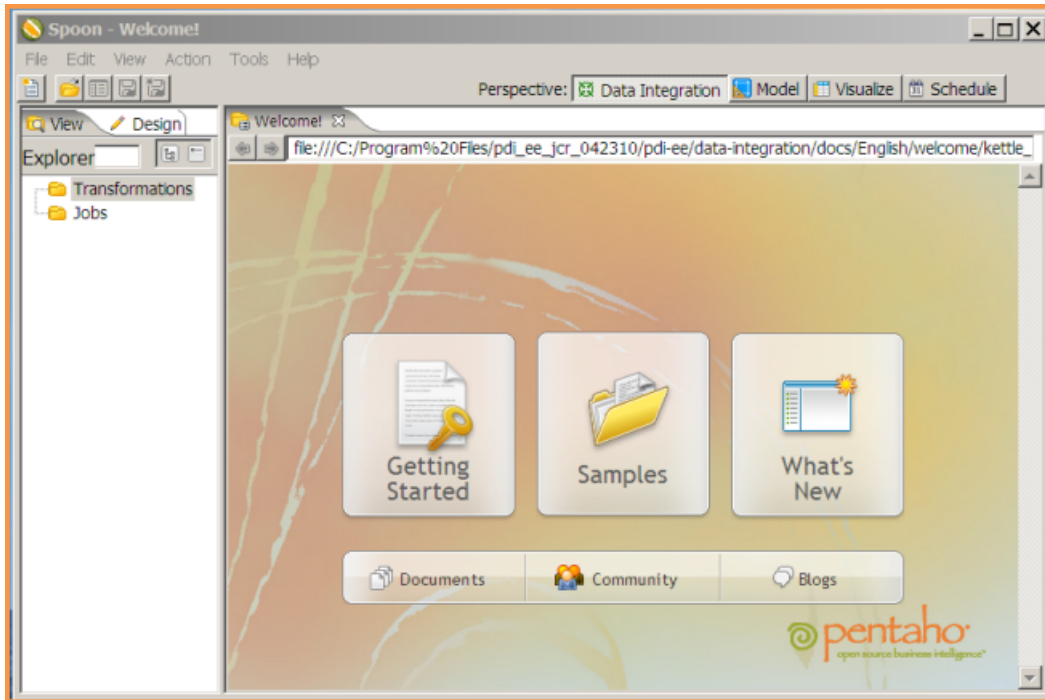 Spoon - Welcome!
File Edit View Action Tools Help
Perspective: Data Integration Model Visualize Schedule
View Design
Welcome!
Explorer
file:///C:/Program%20Files/pdi_ee_jcr_042310/pdi-ee/data-integration/docs/English/welcome/kettle_
Transformations
Jobs
Getting
Started
Samples
What's
New
Documents Community Blogs
pentaho
open source business intelligence